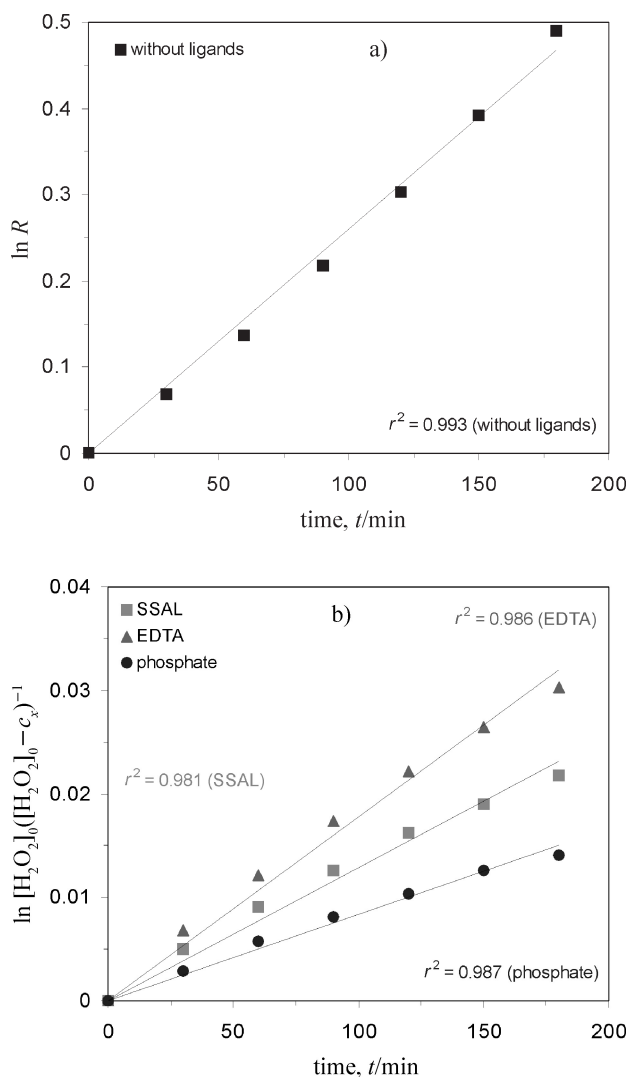 0.5
without ligands
a)
0.4
0.3
ln R
0.2
0.1
r² = 0.993 (without ligands)
0
0 50 100 150 200
time, t/min
0.04
SSAL
b)
r² = 0.986 (EDTA)
EDTA
phosphate
0.03
ln [H₂O₂]₀([H₂O₂]₀−cₓ)⁻¹
r² = 0.981 (SSAL)
0.02
0.01
r² = 0.987 (phosphate)
0
0 50 100 150 200
time, t/min